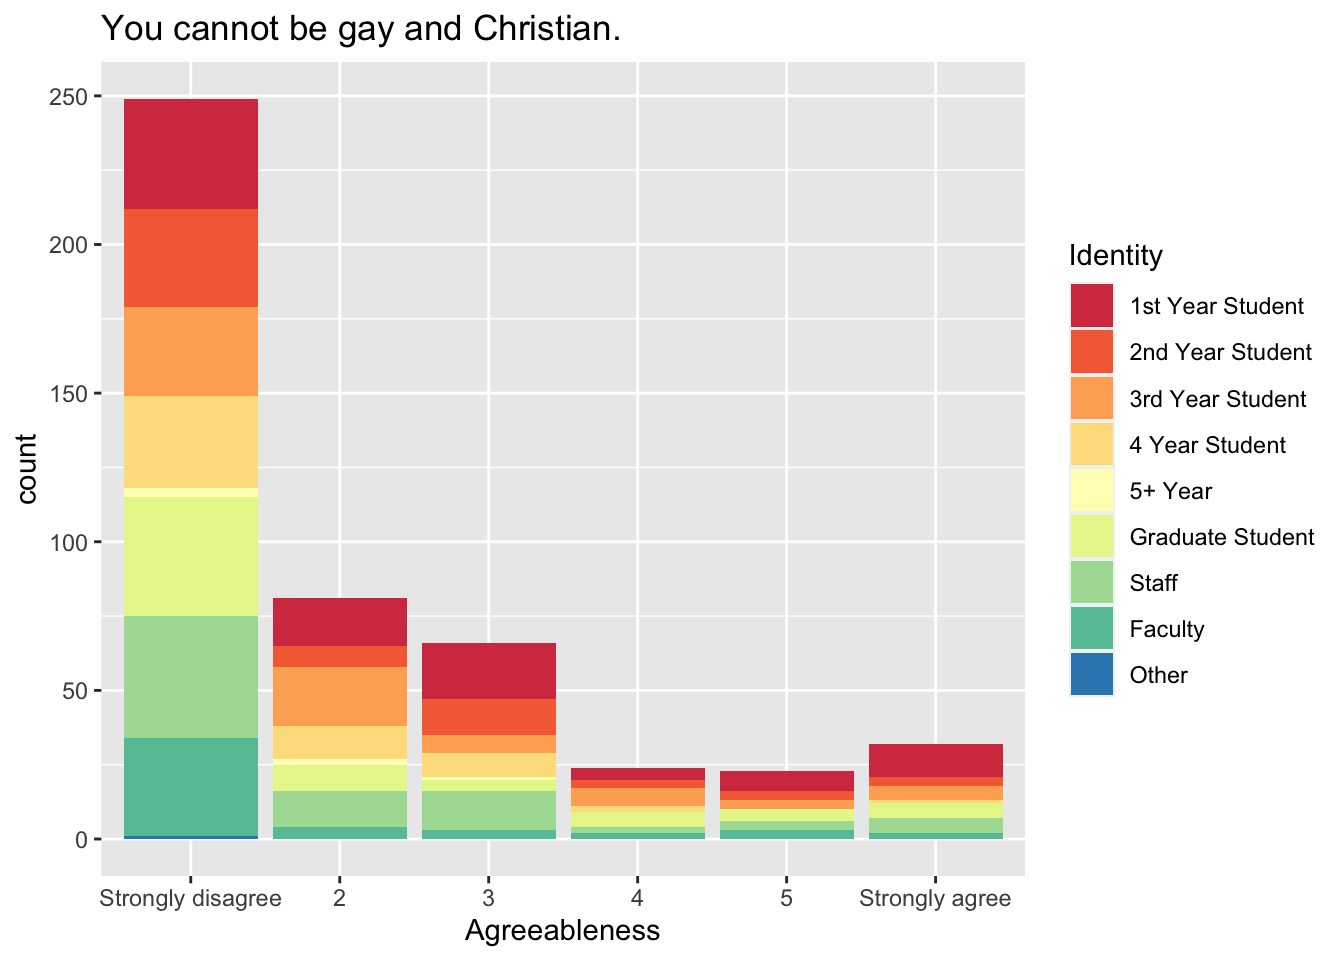 You cannot be gay and Christian.
250
200
150
100
50
0
count
Strongly disagree 2 3 4 5 Strongly agree
Agreeableness
Identity
1st Year Student
2nd Year Student
3rd Year Student
4 Year Student
5+ Year
Graduate Student
Staff
Faculty
Other